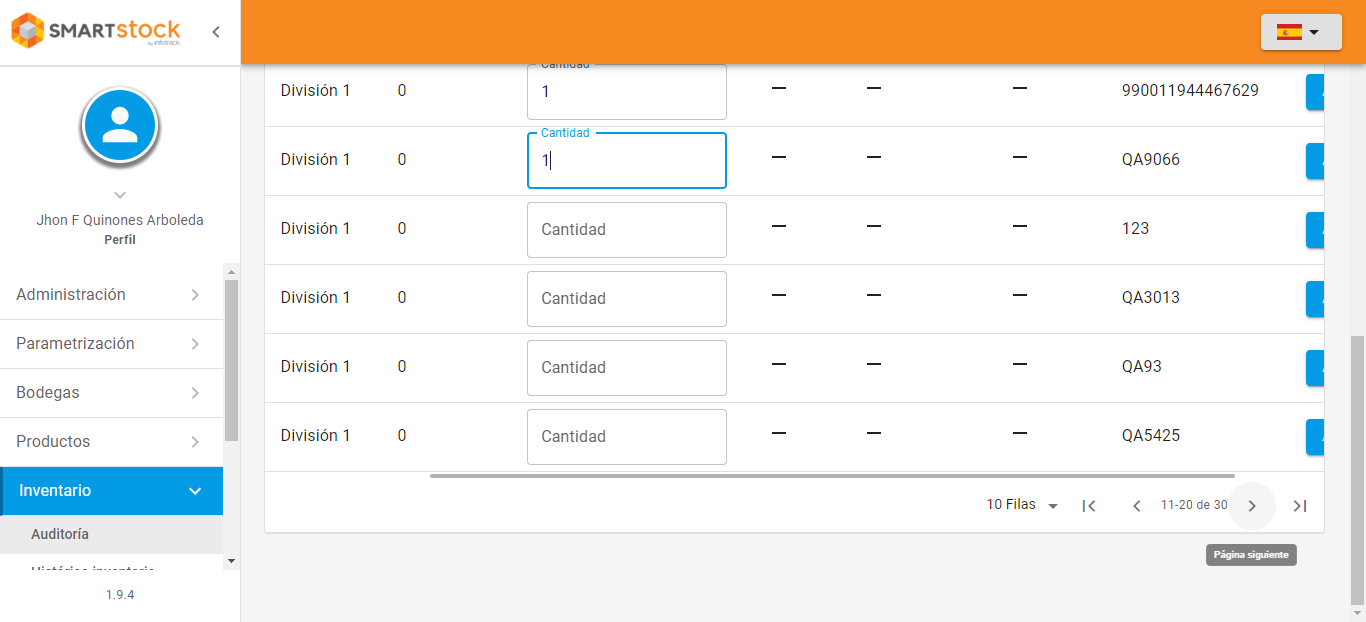 SMARTstock
by infotrack.
Jhon F Quinones Arboleda
Perfil
Administración
Parametrización
Bodegas
Productos
Inventario
Auditoría
Histórico inventario
1.9.4
Cantidad
División 1 0 1 — — — 990011944467629
Cantidad
División 1 0 1 — — — QA9066
División 1 0 Cantidad — — — 123
División 1 0 Cantidad — — — QA3013
División 1 0 Cantidad — — — QA93
División 1 0 Cantidad — — — QA5425
10 Filas 11-20 de 30
Página siguiente